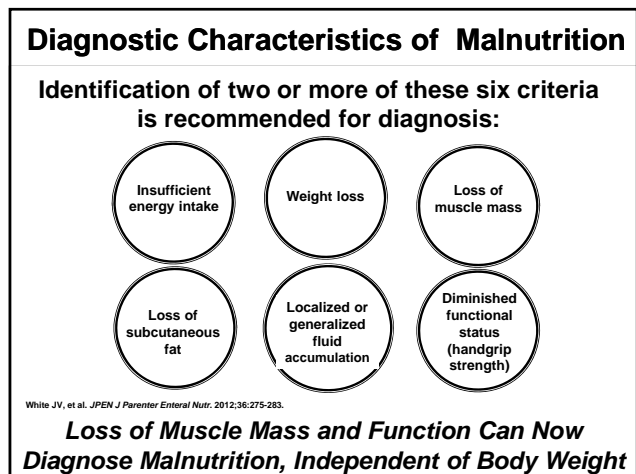 Diagnostic Characteristics of Malnutrition
Identification of two or more of these six criteria
is recommended for diagnosis:
Insufficient
energy intake
Weight loss
Loss of
muscle mass
Loss of
subcutaneous
fat
Localized or
generalized
fluid
accumulation
Diminished
functional
status
(handgrip
strength)
White JV, et al. JPEN J Parenter Enteral Nutr. 2012;36:275-283.
Loss of Muscle Mass and Function Can Now
Diagnose Malnutrition, Independent of Body Weight